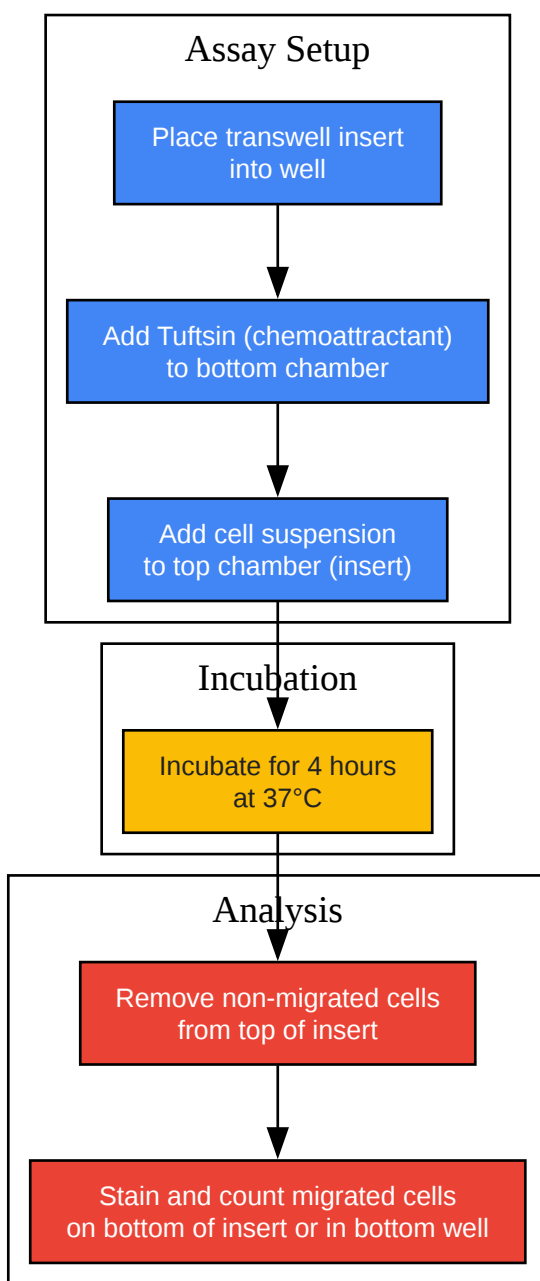 Assay Setup
Place transwell insert
into well
Add Tuftsin (chemoattractant)
to bottom chamber
Add cell suspension
to top chamber (insert)
Incubation
Incubate for 4 hours
at 37°C
Analysis
Remove non-migrated cells
from top of insert
Stain and count migrated cells
on bottom of insert or in bottom well